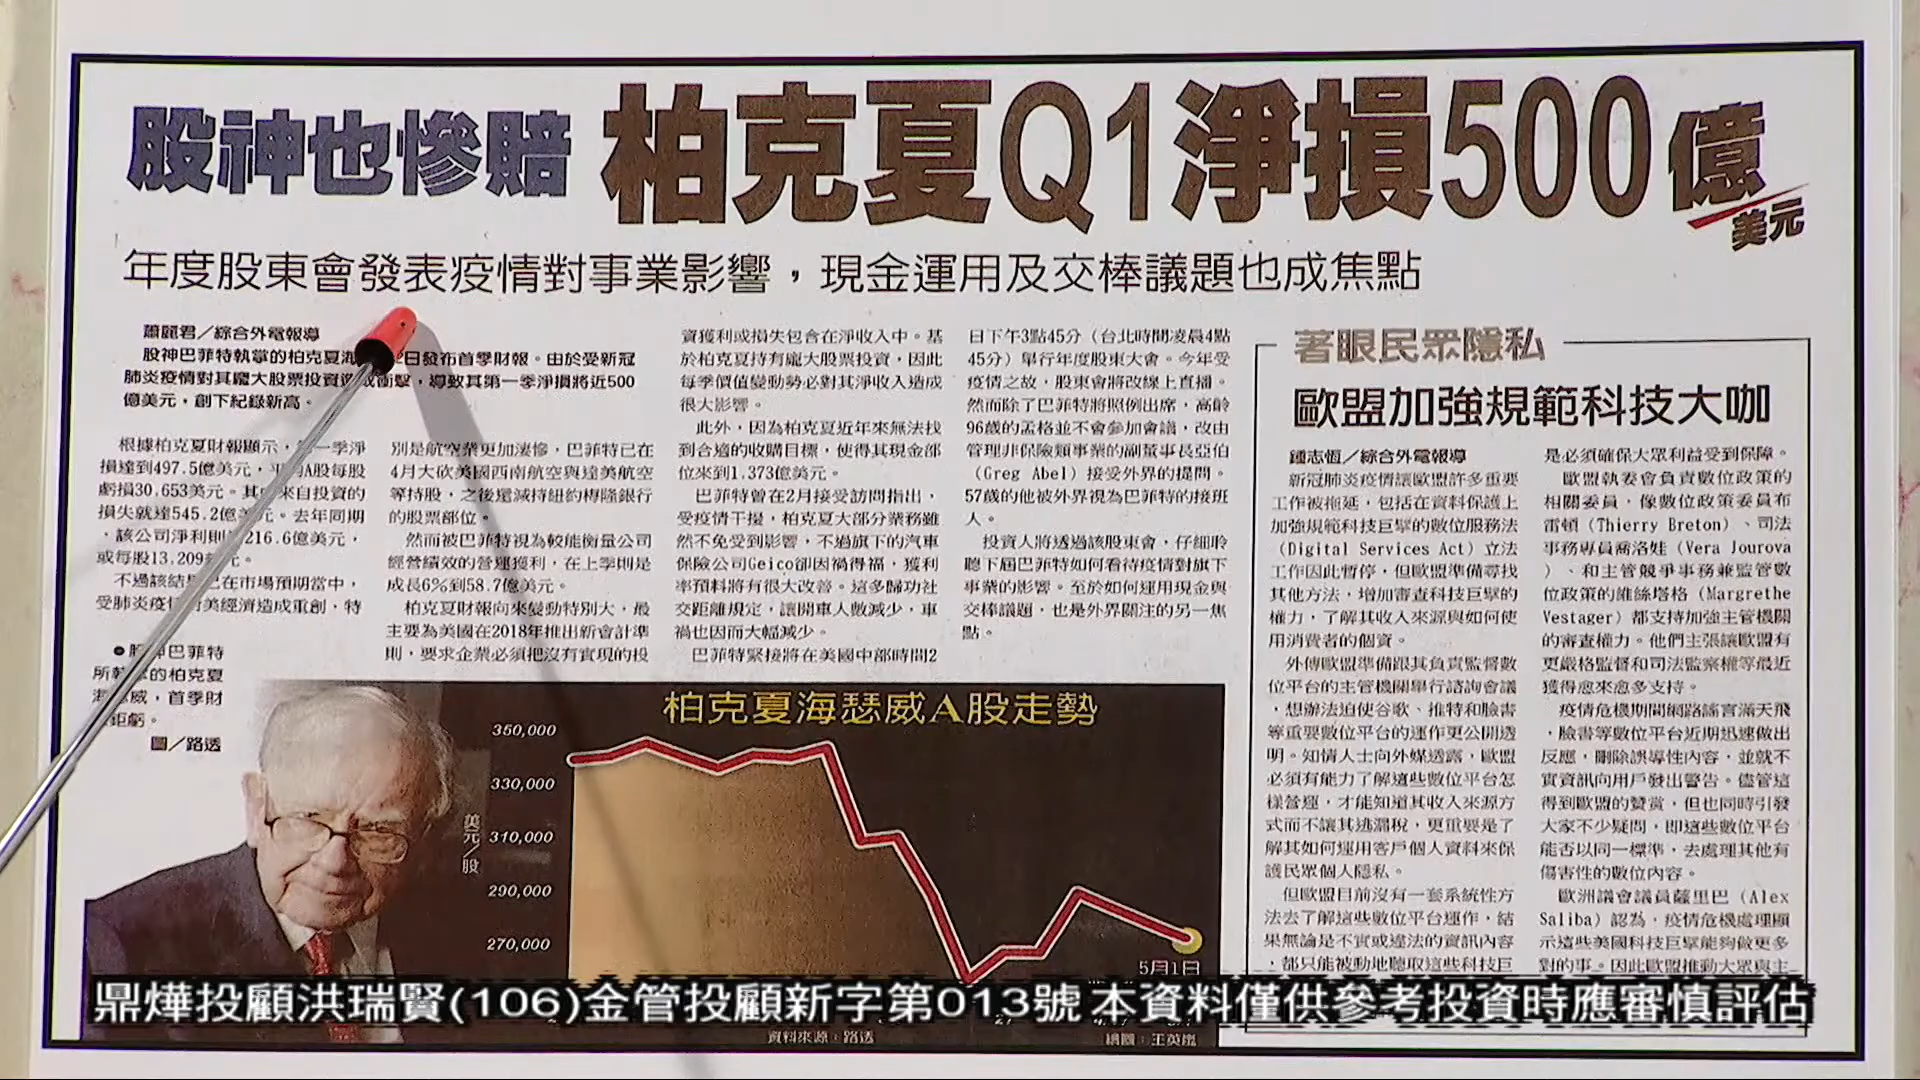 股神也慘賠 柏克夏Q1淨損500億美元
年度股東會發表疫情對事業影響，現金運用及交棒議題也成焦點
蕭麗君／綜合外電報導
股神巴菲特執掌的柏克夏海
2日發布首季財報。由於受新冠
肺炎疫情對其龐大股票投資造成衝擊，導致其第一季淨損將近500
億美元，創下紀錄新高。
根據柏克夏財報顯示，
一季淨
損達到497.5億美元，平
A股每股
虧損30,653美元。其中來自投資的
損失就達545.2億美元。去年同期
，該公司淨利則
216.6億美元，
或每股13,209美元。
不過該結果已在市場預期當中，
受肺炎疫情
美經濟造成重創，特
別是航空業更加淒慘，巴菲特已在
4月大砍美國西南航空與達美航空
等持股，之後還減持紐約梅隆銀行
的股票部位。
然而被巴菲特視為較能衡量公司
經營績效的營運獲利，在上季則是
成長6%到58.7億美元。
柏克夏財報向來變動特別大，最
主要為美國在2018年推出新會計準
則，要求企業必須把沒有實現的投
資獲利或損失包含在淨收入中。基
於柏克夏持有龐大股票投資，因此
每季價值變動勢必對其淨收入造成
很大影響。
此外，因為柏克夏近年來無法找
到合適的收購目標，使得其現金部
位來到1,373億美元。
巴菲特曾在2月接受訪問指出，
受疫情干擾，柏克夏大部分業務雖
然不免受到影響，不過旗下的汽車
保險公司Geico卻因禍得福，獲利
率預料將有很大改善。這多歸功社
交距離規定，讓開車人數減少，車
禍也因而大幅減少。
巴菲特緊接將在美國中部時間2
日下午3點45分（台北時間凌晨4點
45分）舉行年度股東大會。今年受
疫情之故，股東會將改線上直播。
然而除了巴菲特將照例出席，高齡
96歲的孟格並不會參加會議，改由
管理非保險類事業的副董事長亞伯
（Greg Abel）接受外界的提問。
57歲的他被外界視為巴菲特的接班
人。
投資人將透過該股東會，仔細聆
聽下屆巴菲特如何看待疫情對旗下
事業的影響。至於如何運用現金與
交棒議題，也是外界關注的另一焦
點。
●股神巴菲特
所執掌的柏克夏
海瑟威，首季財
報鉅虧。
圖／路透
柏克夏海瑟威A股走勢
美元／股
350,000
330,000
310,000
290,000
270,000
5月1日
資料來源：路透
繪圖：王英嵐
著眼民眾隱私
歐盟加強規範科技大咖
鍾志恆／綜合外電報導
新冠肺炎疫情讓歐盟許多重要
工作被拖延，包括在資料保護上
加強規範科技巨擘的數位服務法
（Digital Services Act）立法
工作因此暫停，但歐盟準備尋找
其他方法，增加審查科技巨擘的
權力，了解其收入來源與如何使
用消費者的個資。
外傳歐盟準備跟其負責監督數
位平台的主管機關舉行諮詢會議
，想辦法迫使谷歌、推特和臉書
等重要數位平台的運作更公開透
明。知情人士向外媒透露，歐盟
必須有能力了解這些數位平台怎
樣營運，才能知道其收入來源方
式而不讓其逃漏稅，更重要是了
解其如何運用客戶個人資料來保
護民眾個人隱私。
但歐盟目前沒有一套系統性方
法去了解這些數位平台運作，結
果無論是不實或違法的資訊內容
，都只能被動地聽取這些科技巨
是必須確保大眾利益受到保障。
歐盟執委會負責數位政策的
相關委員，像數位政策委員布
雷頓（Thierry Breton）、司法
事務專員喬洛娃（Vera Jourova
）、和主管競爭事務兼監管數
位政策的維絲塔格（Margrethe
Vestager）都支持加強主管機關
的審查權力。他們主張讓歐盟有
更嚴格監督和司法監察權等最近
獲得愈來愈多支持。
疫情危機期間網路謠言滿天飛
，臉書等數位平台近期迅速做出
反應，刪除誤導性內容，並就不
實資訊向用戶發出警告。儘管這
得到歐盟的贊賞，但也同時引發
大家不少疑問，即這些數位平台
能否以同一標準，去處理其他有
傷害性的數位內容。
歐洲議會議員薩里巴（Alex
Saliba）認為，疫情危機處理顯
示這些美國科技巨擘能夠做更多
對的事。因此歐盟推動大眾與主
鼎燁投顧洪瑞賢(106)金管投顧新字第013號 本資料僅供參考投資時應審慎評估